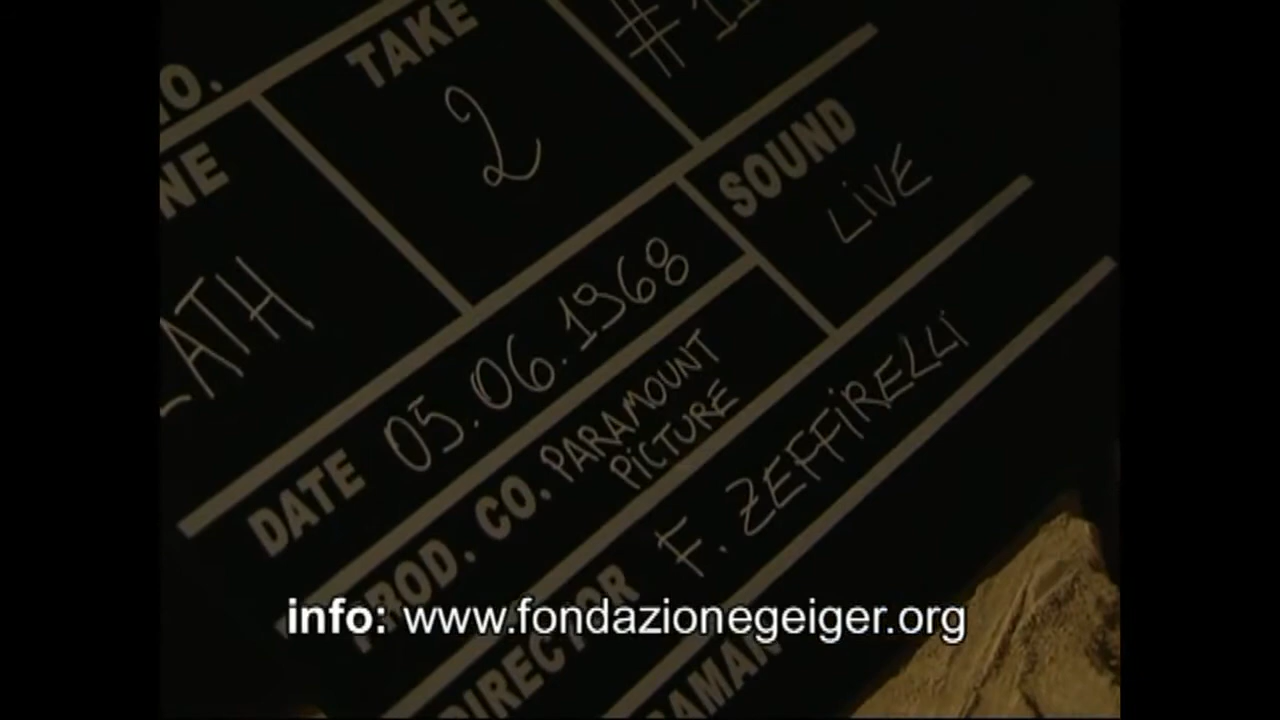 TAKE
2
SOUND
LiVE
DATE 05.06.1968
PROD. CO. PARAMOUNT
PiCTURE
DIRECTOR F. ZEFFiRELLi
info: www.fondazionegeiger.org